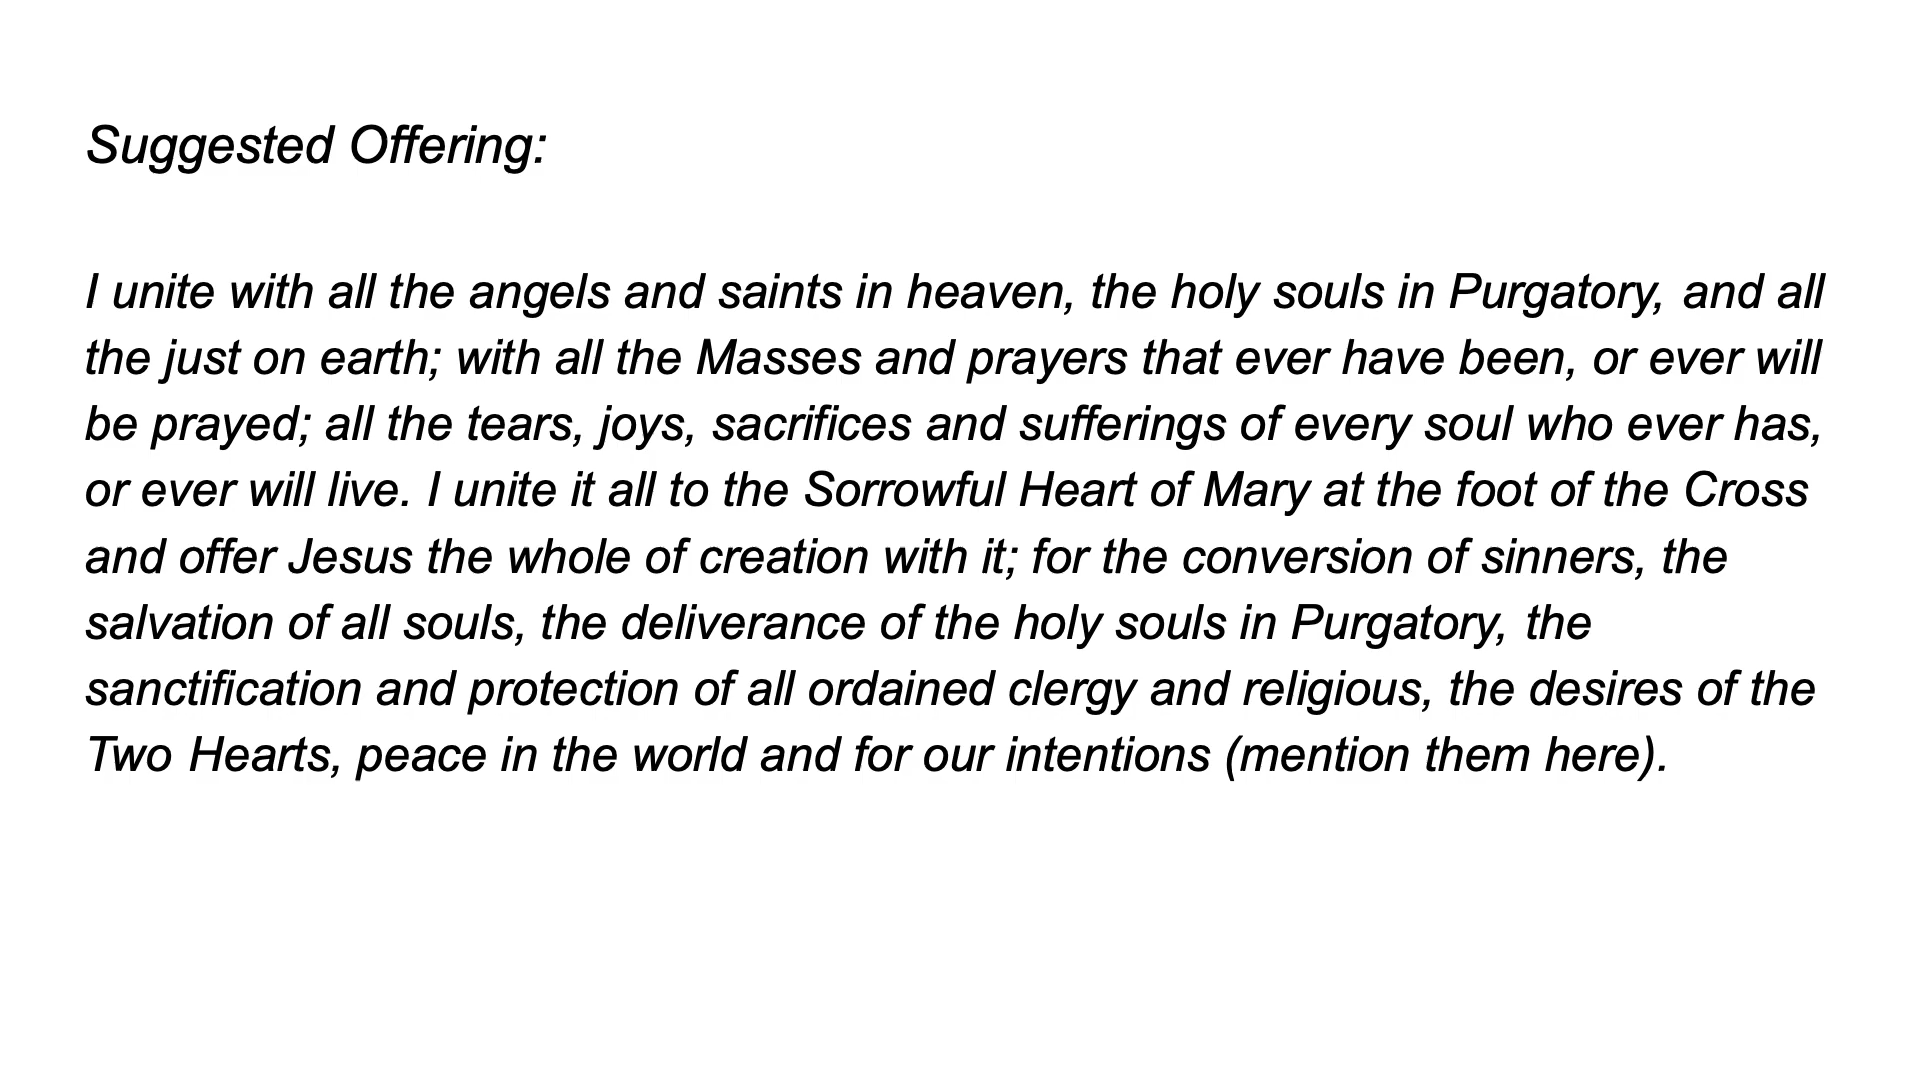 Suggested Offering:
I unite with all the angels and saints in heaven, the holy souls in Purgatory, and all
the just on earth; with all the Masses and prayers that ever have been, or ever will
be prayed; all the tears, joys, sacrifices and sufferings of every soul who ever has,
or ever will live. I unite it all to the Sorrowful Heart of Mary at the foot of the Cross
and offer Jesus the whole of creation with it; for the conversion of sinners, the
salvation of all souls, the deliverance of the holy souls in Purgatory, the
sanctification and protection of all ordained clergy and religious, the desires of the
Two Hearts, peace in the world and for our intentions (mention them here).